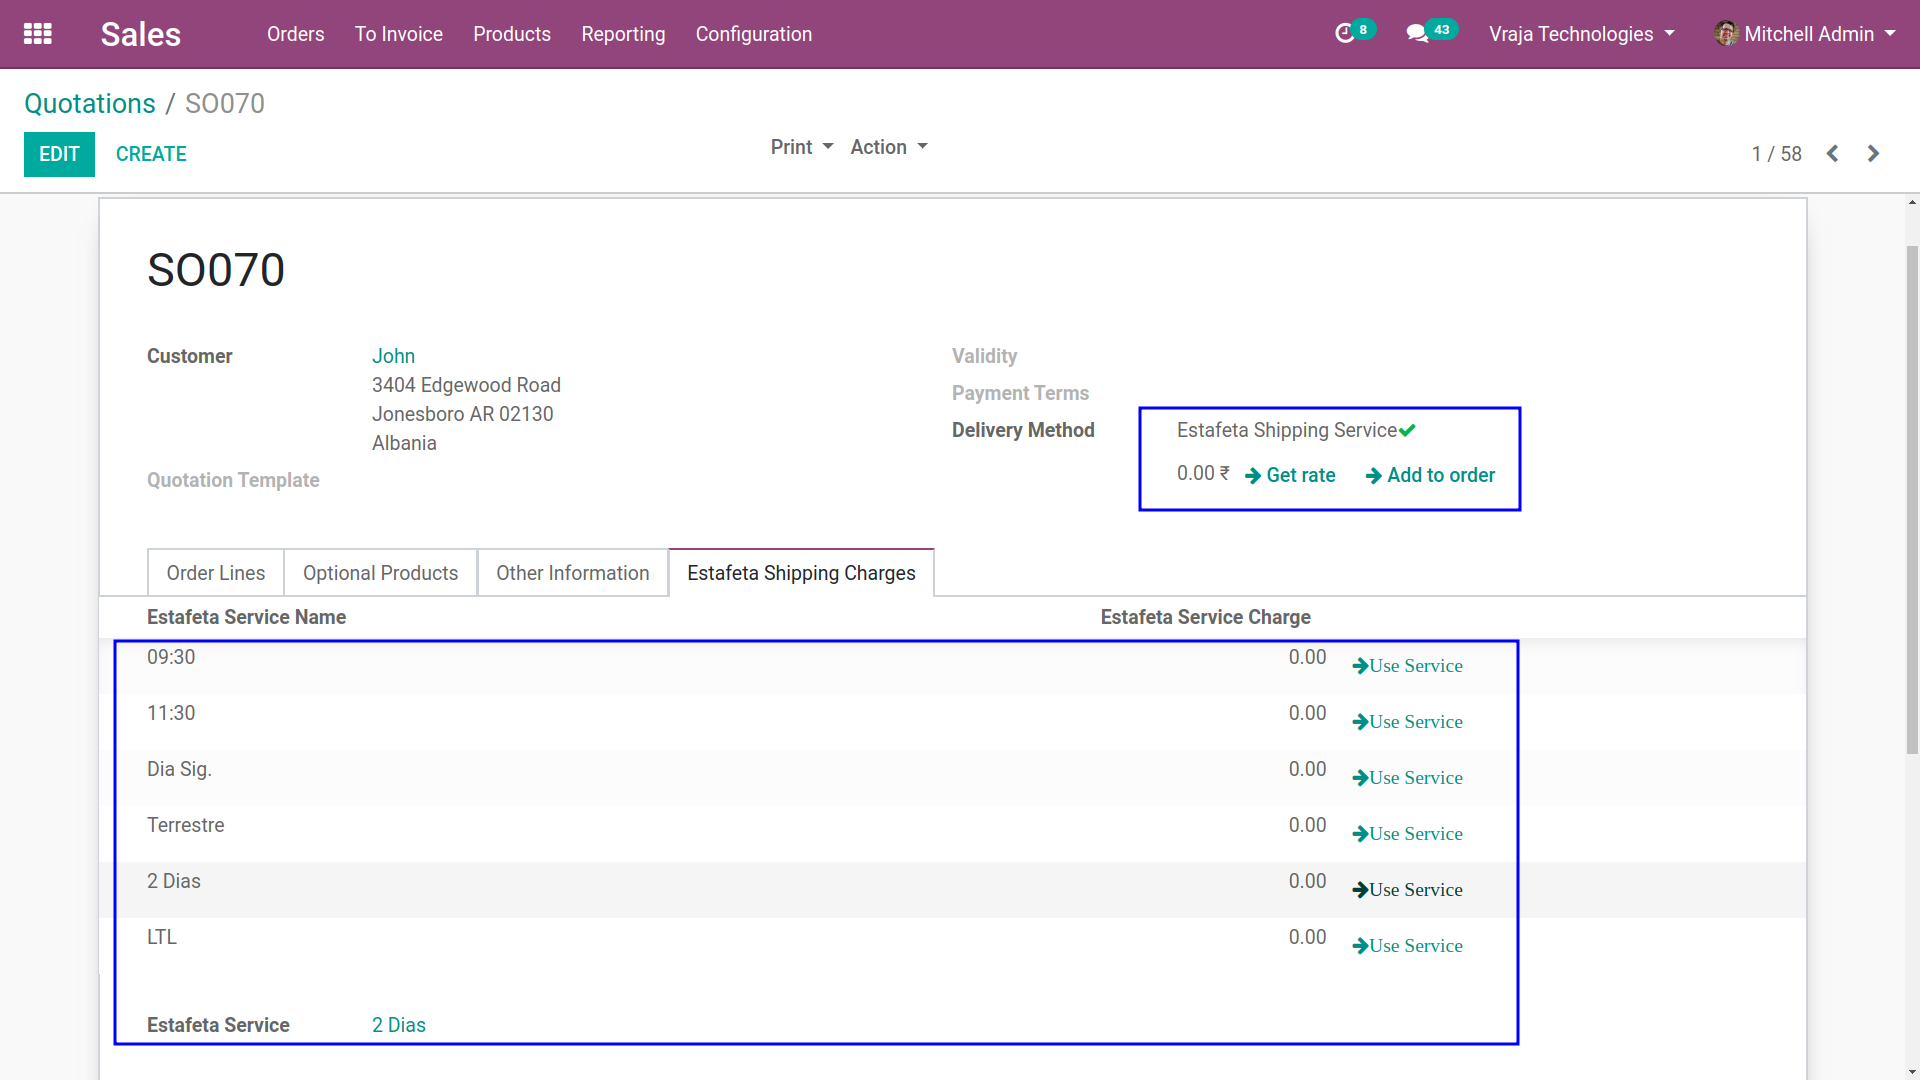 Sales Orders To Invoice Products Reporting Configuration 8 43 Vraja Technologies Mitchell Admin
Quotations / SO070
EDIT CREATE Print Action 1 / 58
SO070
Customer John
3404 Edgewood Road
Jonesboro AR 02130
Albania
Quotation Template
Validity
Payment Terms
Delivery Method Estafeta Shipping Service
0.00 ₹ Get rate Add to order
Order Lines Optional Products Other Information Estafeta Shipping Charges
Estafeta Service Name Estafeta Service Charge
09:30 0.00 Use Service
11:30 0.00 Use Service
Dia Sig. 0.00 Use Service
Terrestre 0.00 Use Service
2 Dias 0.00 Use Service
LTL 0.00 Use Service
Estafeta Service 2 Dias